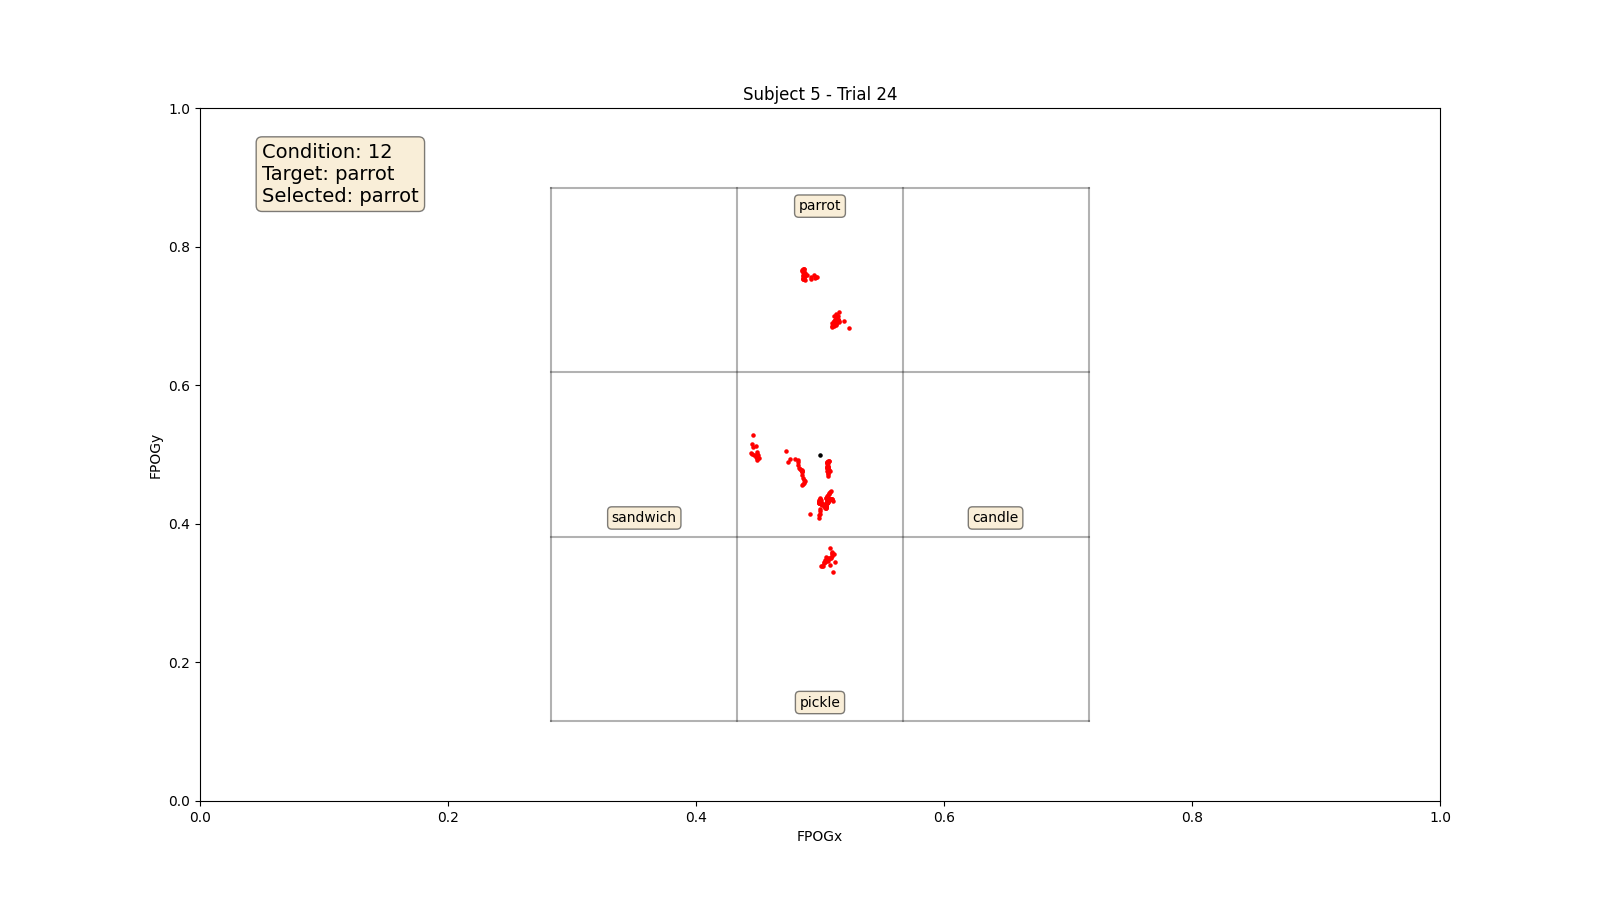 Subject 5 - Trial 24
1.0
Condition: 12
Target: parrot
Selected: parrot
parrot
0.8
0.6
FPOGy
sandwich
candle
0.4
0.2
pickle
0.0
0.0 0.2 0.4 0.6 0.8 1.0
FPOGx